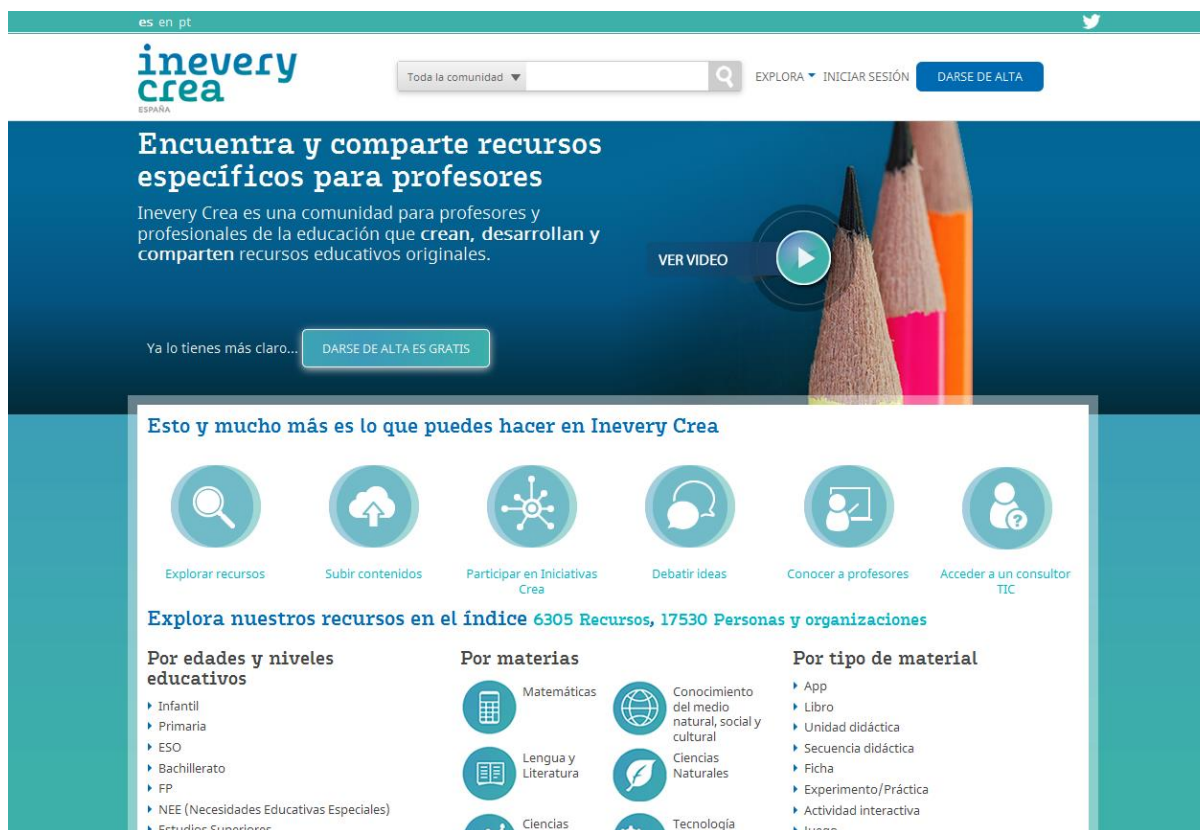 es en pt
inevery
crea
ESPAÑA
Toda la comunidad
EXPLORA INICIAR SESIÓN DARSE DE ALTA
Encuentra y comparte recursos
específicos para profesores
Inevery Crea es una comunidad para profesores y
profesionales de la educación que crean, desarrollan y
comparten recursos educativos originales.
VER VIDEO
Ya lo tienes más claro... DARSE DE ALTA ES GRATIS
Esto y mucho más es lo que puedes hacer en Inevery Crea
Explorar recursos
Subir contenidos
Participar en Iniciativas
Crea
Debatir ideas
Conocer a profesores
Acceder a un consultor
TIC
Explora nuestros recursos en el índice 6305 Recursos, 17530 Personas y organizaciones
Por edades y niveles
educativos
Infantil
Primaria
ESO
Bachillerato
FP
NEE (Necesidades Educativas Especiales)
Estudios Superiores
Por materias
Matemáticas
Conocimiento
del medio
natural, social y
cultural
Lengua y
Literatura
Ciencias
Naturales
Ciencias
Tecnología
Por tipo de material
App
Libro
Unidad didáctica
Secuencia didáctica
Ficha
Experimento/Práctica
Actividad interactiva
Juego